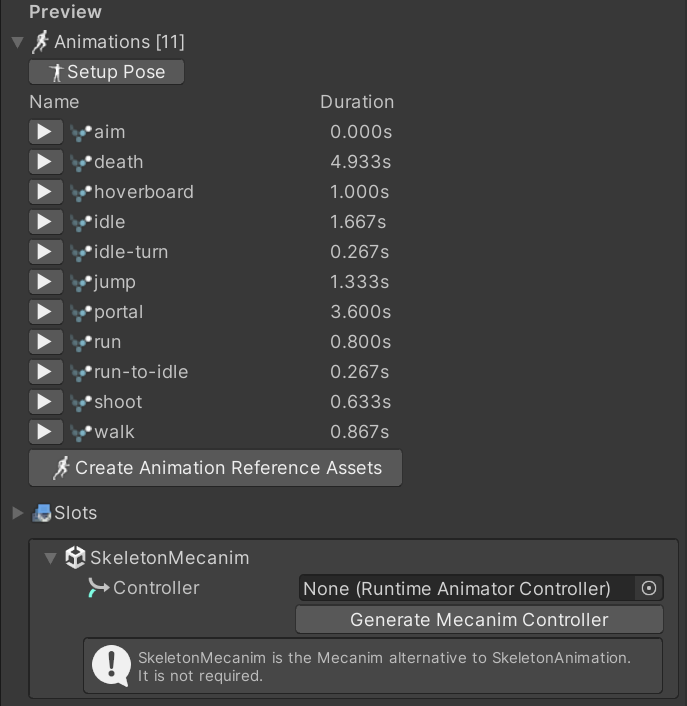 Preview
Animations [11]
Setup Pose
Name Duration
aim 0.000s
death 4.933s
hoverboard 1.000s
idle 1.667s
idle-turn 0.267s
jump 1.333s
portal 3.600s
run 0.800s
run-to-idle 0.267s
shoot 0.633s
walk 0.867s
Create Animation Reference Assets
Slots
SkeletonMecanim
Controller None (Runtime Animator Controller)
Generate Mecanim Controller
SkeletonMecanim is the Mecanim alternative to SkeletonAnimation.
It is not required.